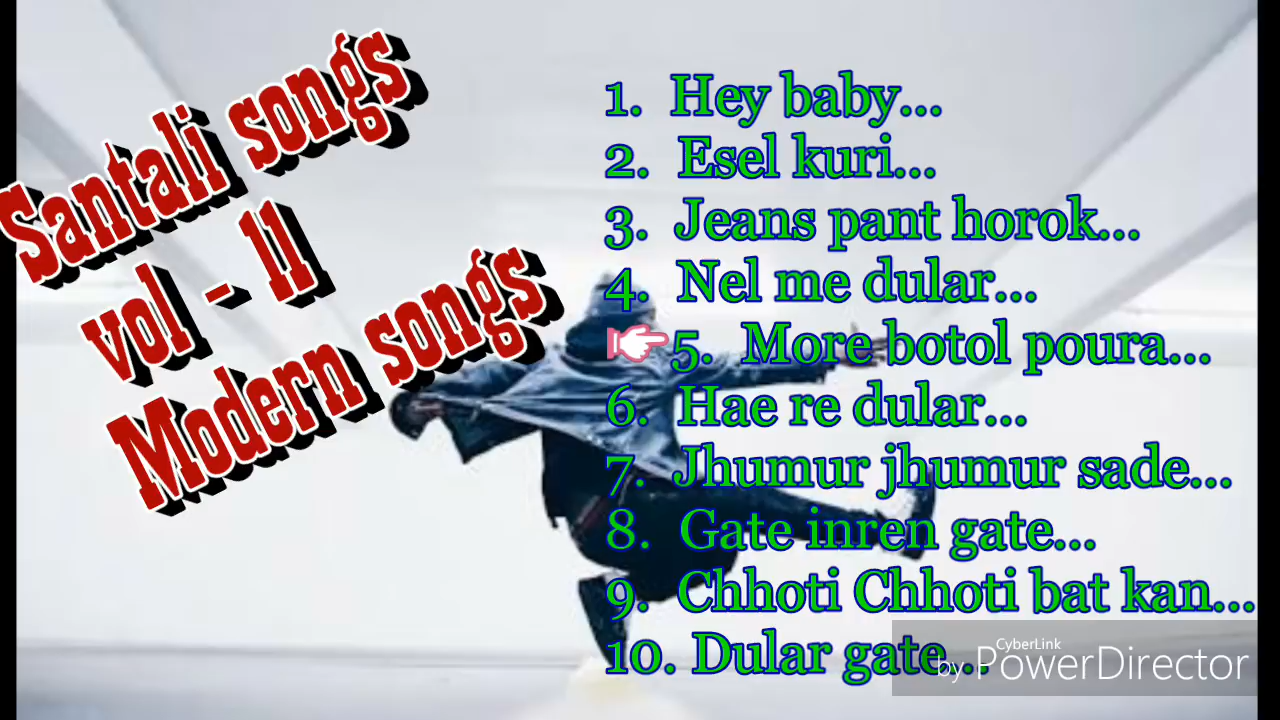 Santali songs
vol - 11
Modern songs
1. Hey baby...
2. Esel kuri...
3. Jeans pant horok...
4. Nel me dular...
5. More botol poura...
6. Hae re dular...
7. Jhumur jhumur sade...
8. Gate inren gate...
9. Chhoti Chhoti bat kan...
10. Dular gate...
CyberLink
by PowerDirector